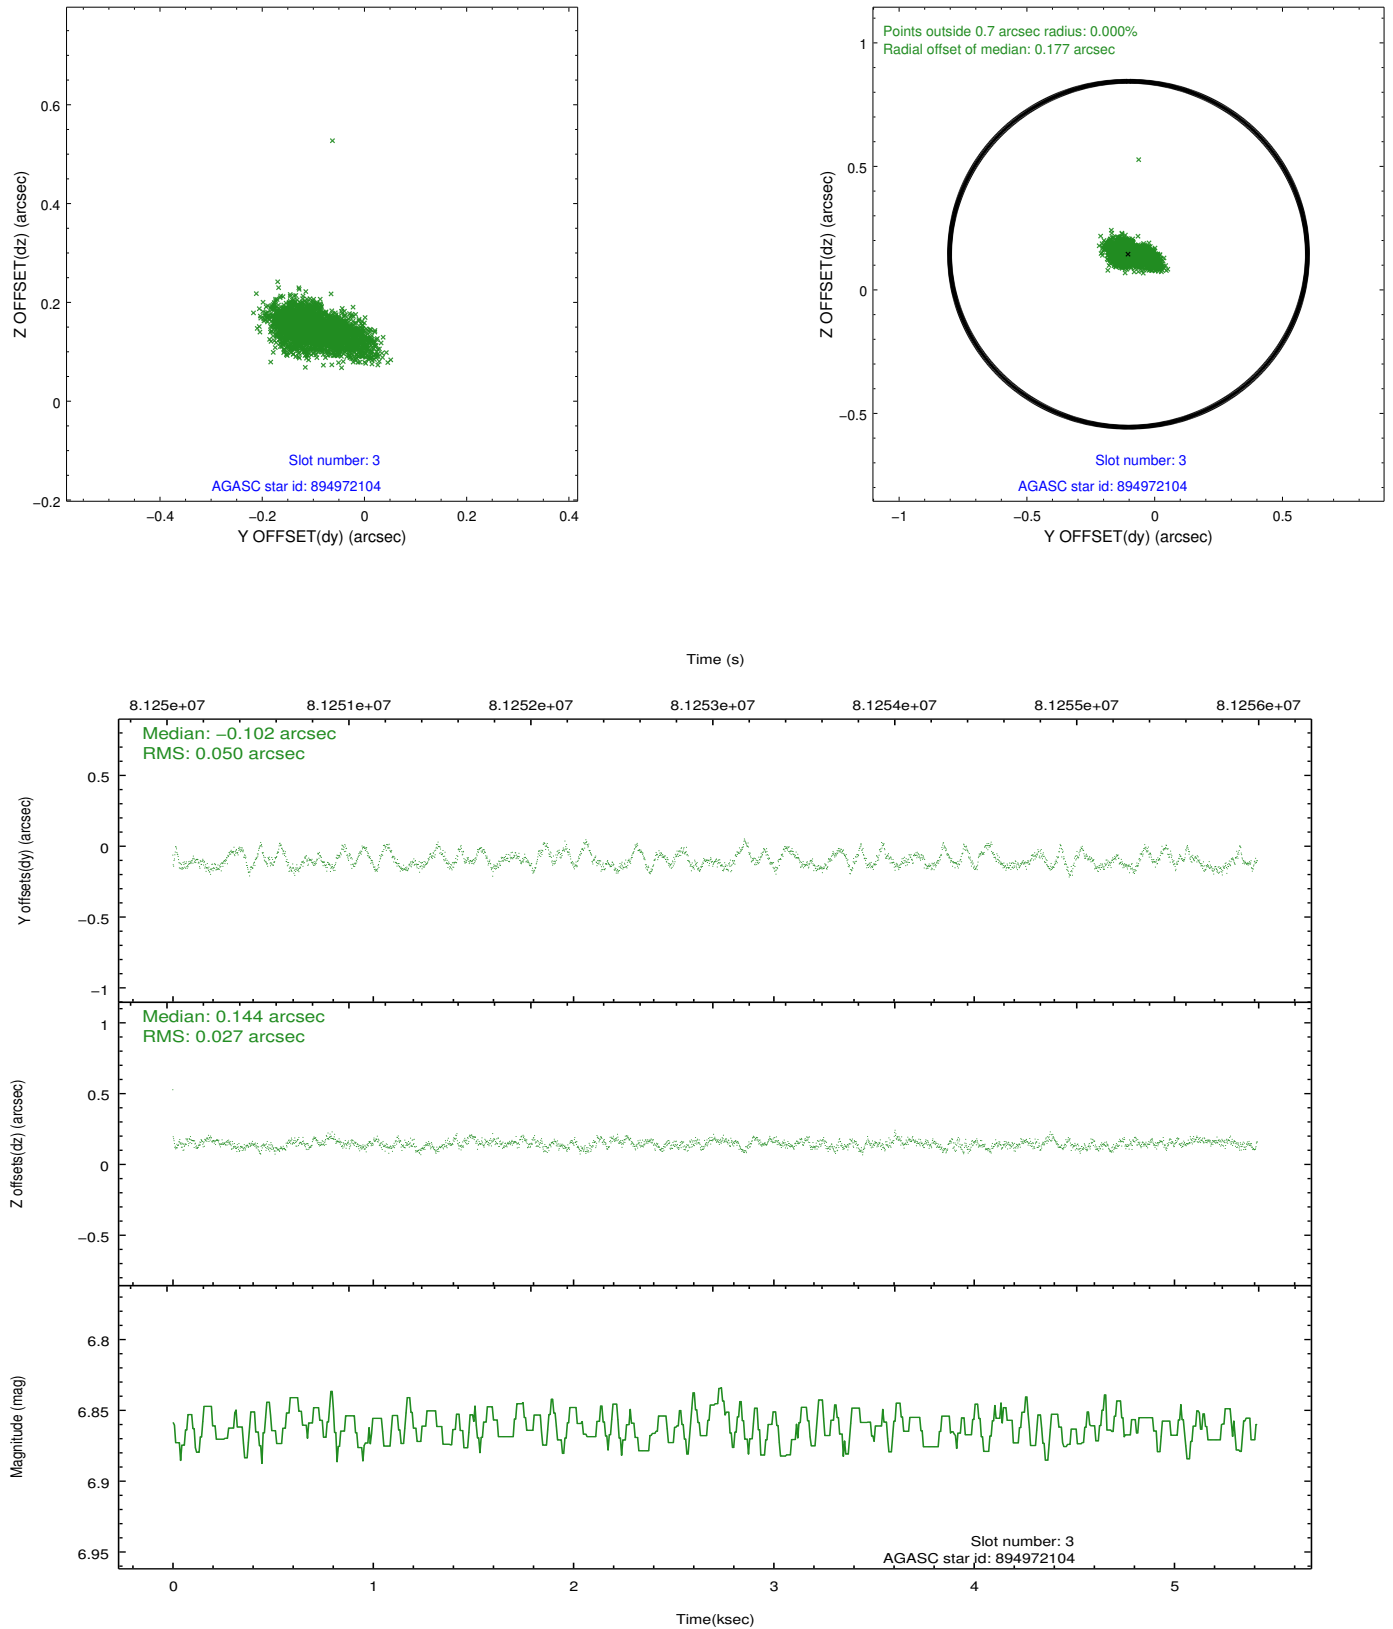 0.6
0.4
0.2
0
−0.2
Z OFFSET(dz) (arcsec)
Slot number: 3
AGASC star id: 894972104
−0.4 −0.2 0 0.2 0.4
Y OFFSET(dy) (arcsec)
Points outside 0.7 arcsec radius: 0.000%
Radial offset of median: 0.177 arcsec
1
0.5
0
−0.5
Z OFFSET(dz) (arcsec)
Slot number: 3
AGASC star id: 894972104
−1 −0.5 0 0.5
Y OFFSET(dy) (arcsec)
Time (s)
8.125e+07 8.1251e+07 8.1252e+07 8.1253e+07 8.1254e+07 8.1255e+07 8.1256e+07
Median: −0.102 arcsec
RMS: 0.050 arcsec
0.5
0
−0.5
−1
Y offsets(dy) (arcsec)
Median: 0.144 arcsec
RMS: 0.027 arcsec
1
0.5
0
−0.5
Z offsets(dz) (arcsec)
6.8
6.85
6.9
6.95
Magnitude (mag)
Slot number: 3
AGASC star id: 894972104
0 1 2 3 4 5
Time(ksec)